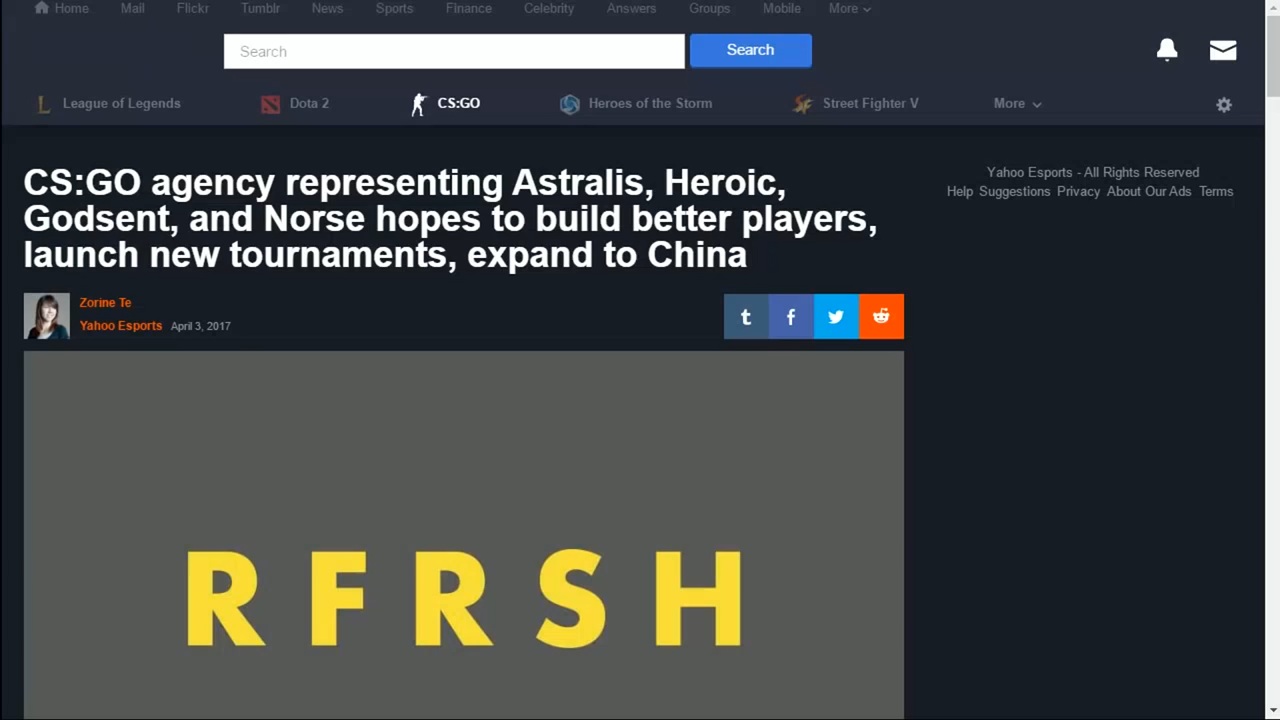 Home Mail Flickr Tumblr News Sports Finance Celebrity Answers Groups Mobile More
Search Search
League of Legends Dota 2 CS:GO Heroes of the Storm Street Fighter V More
CS:GO agency representing Astralis, Heroic,
Godsent, and Norse hopes to build better players,
launch new tournaments, expand to China
Zorine Te
Yahoo Esports April 3, 2017
Yahoo Esports - All Rights Reserved
Help Suggestions Privacy About Our Ads Terms
RFRSH